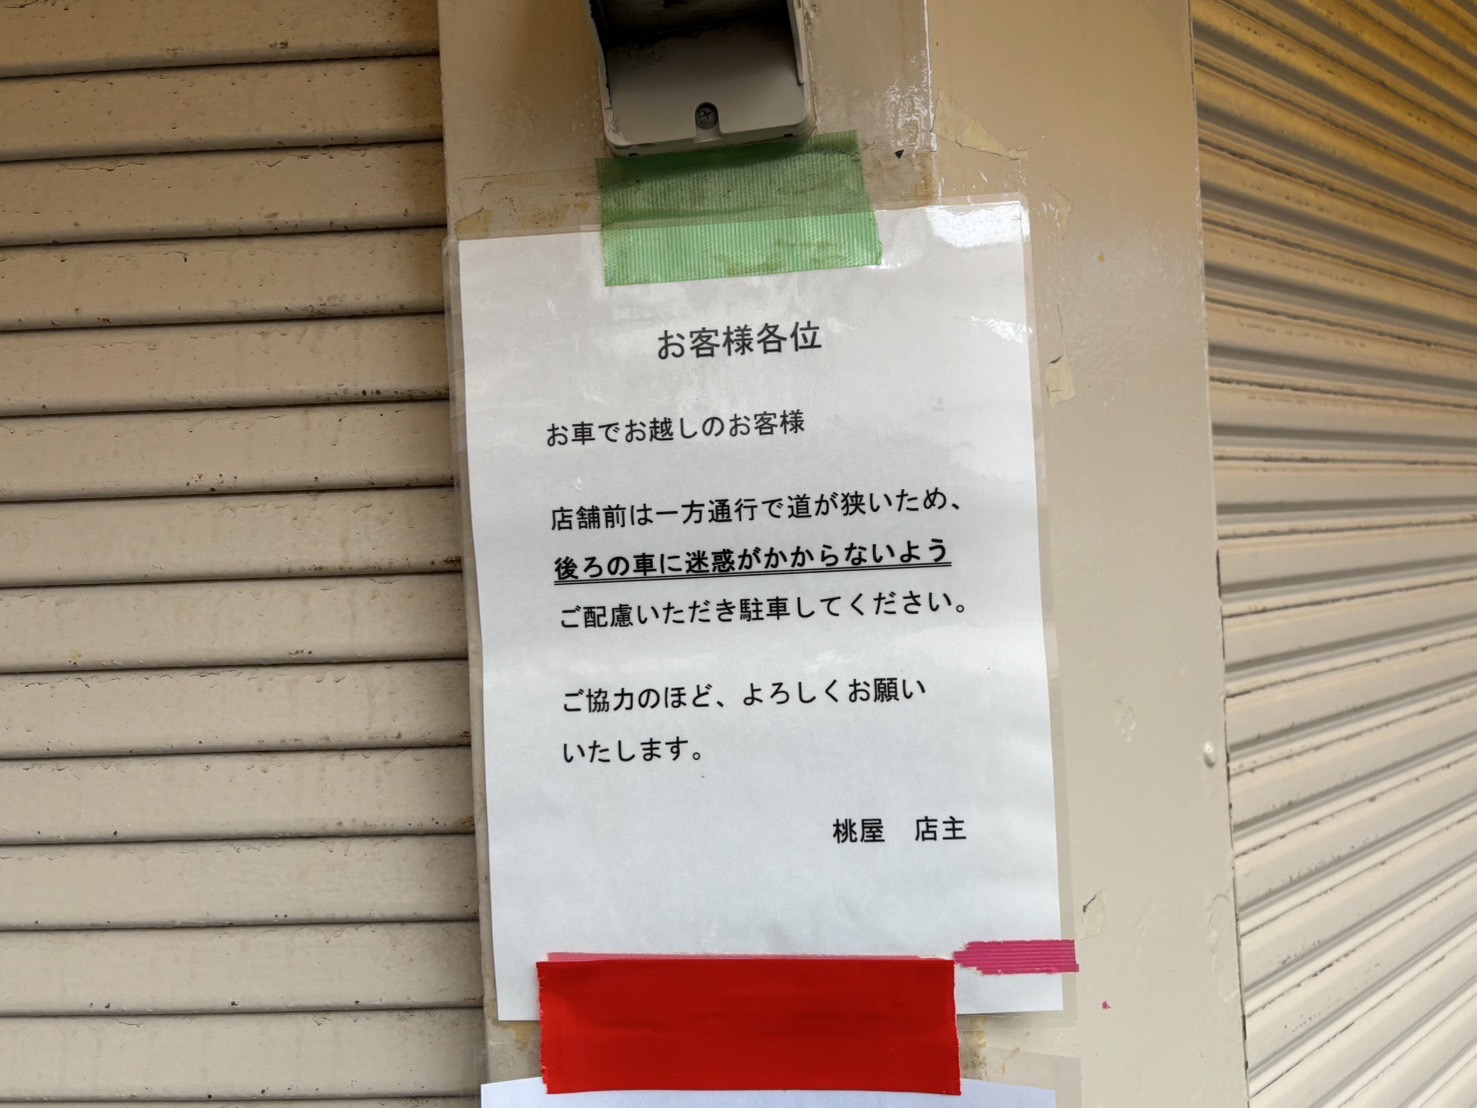 お客様各位
お車でお越しのお客様
店舗前は一方通行で道が狭いため、
後ろの車に迷惑がかからないよう
ご配慮いただき駐車してください。
ご協力のほど、よろしくお願い
いたします。
桃屋　店主